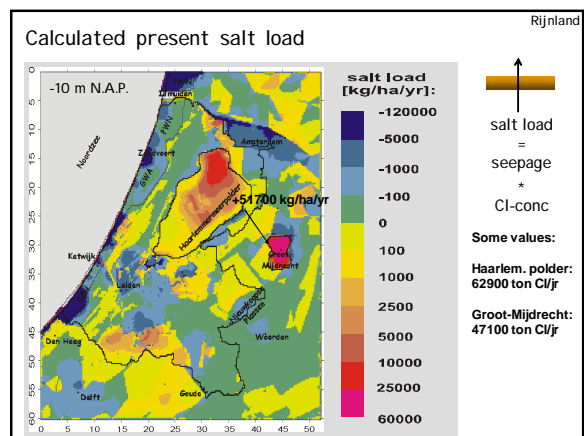 Rijnland
Calculated present salt load
-10 m N.A.P.
IJmuiden
PWN
Noordzee
Zandvoort
GWA
Amsterdam
Haarlemmermeerpolder
+51700 kg/ha/yr
Groot
Mijdrecht
Katwijk
Leiden
Nieuwkoopse
Plassen
Woerden
Den Haag
Gouda
Delft
0
5
10
15
20
25
30
35
40
45
50
55
60
0 5 10 15 20 25 30 35 40 45 50
salt load
[kg/ha/yr]:
-120000
-5000
-1000
-100
0
100
1000
2500
5000
10000
25000
60000
salt load
=
seepage
*
Cl-conc
Some values:
Haarlem. polder:
62900 ton Cl/jr
Groot-Mijdrecht:
47100 ton Cl/jr